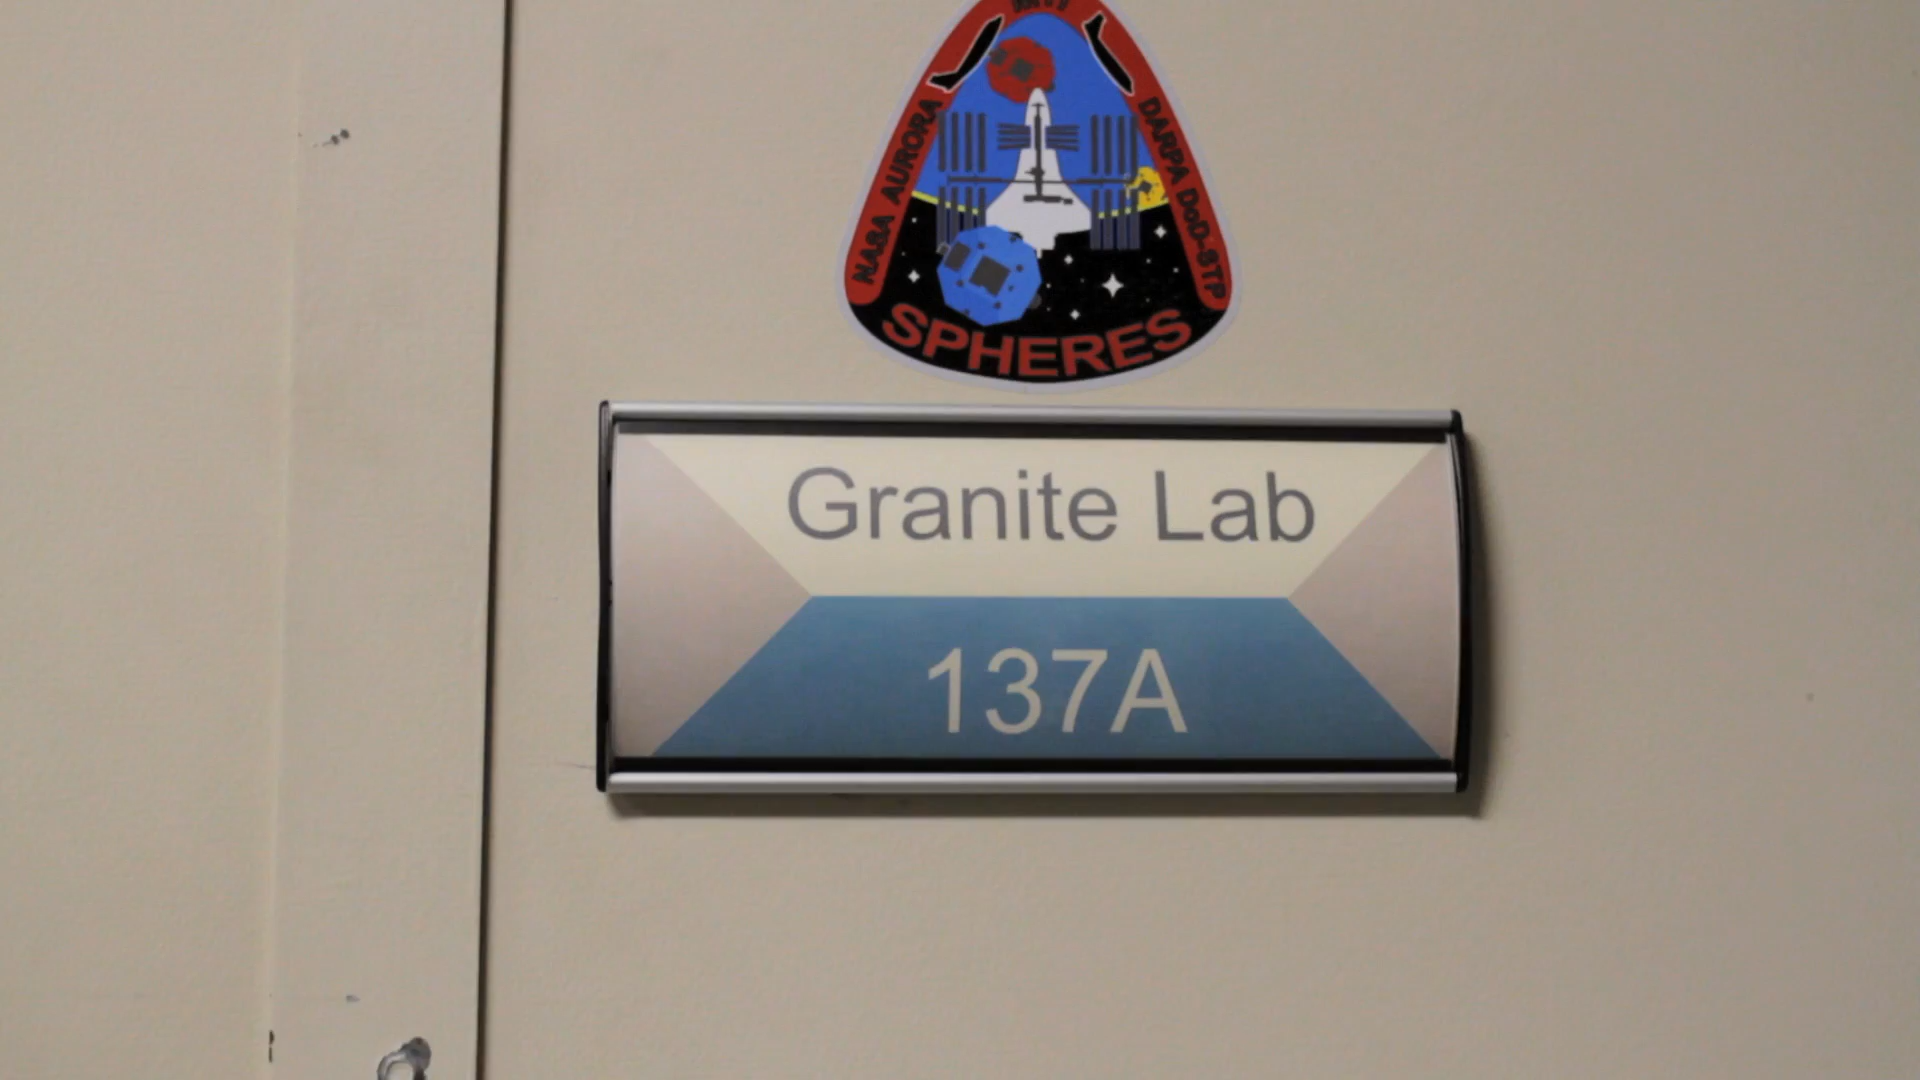 NASA AURORA
DARPA DoD-STP
SPHERES
Granite Lab
137A